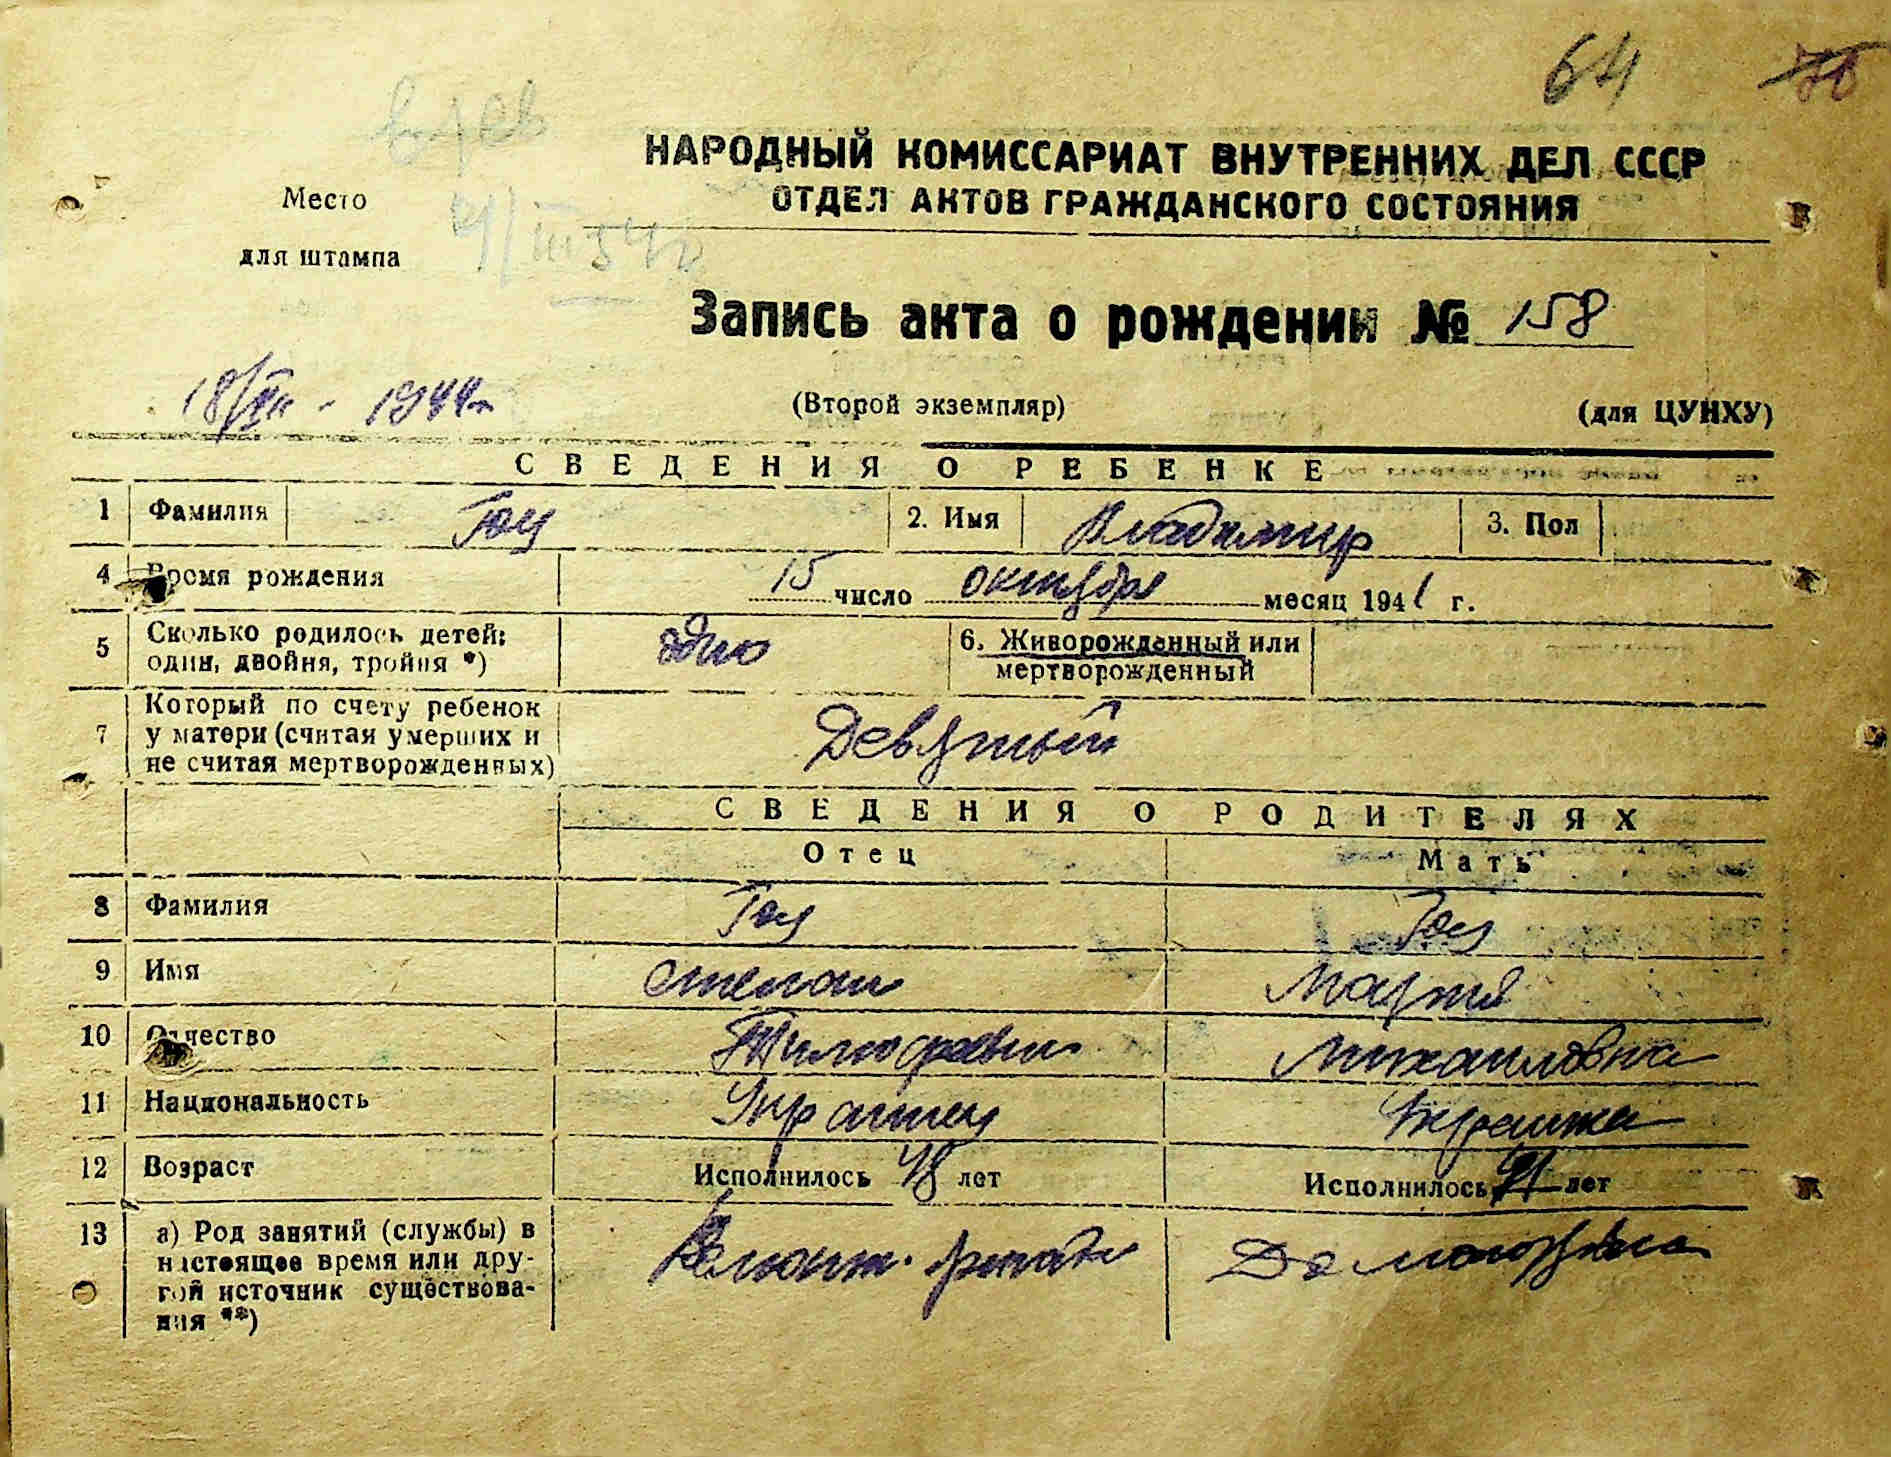 64
НАРОДНЫЙ КОМИССАРИАТ ВНУТРЕННИХ ДЕЛ СССР
ОТДЕЛ АКТОВ ГРАЖДАНСКОГО СОСТОЯНИЯ
Место
для штампа
Запись акта о рождении № 158
1944г
(Второй экземпляр)
(для ЦУНХУ)
СВЕДЕНИЯ О РЕБЕНКЕ
1 Фамилия Гоц 2. Имя Владимир 3. Пол
4 Время рождения 15 число октября месяц 1941 г.
5 Сколько родилось детей: один, двойня, тройня *) одно 6. Живорожденный или мертворожденный
7 Который по счету ребенок у матери (считая умерших и не считая мертворожденных) Девятый
СВЕДЕНИЯ О РОДИТЕЛЯХ
Отец Мать
8 Фамилия Гоц Гоц
9 Имя Степан Мария
10 Отчество Тимофеевич Михайловна
11 Национальность Украинец Украинка
12 Возраст Исполнилось 48 лет Исполнилось 41 лет
13 а) Род занятий (службы) в настоящее время или другой источник существования **) Ремонт. Домохозяйка